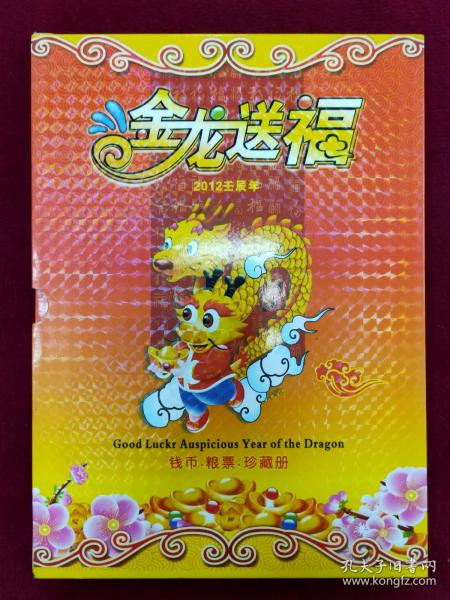 金龙送福
2012壬辰年
Good Luckr Auspicious Year of the Dragon
钱币·粮票·珍藏册
孔夫子旧书网
www.kongfz.com